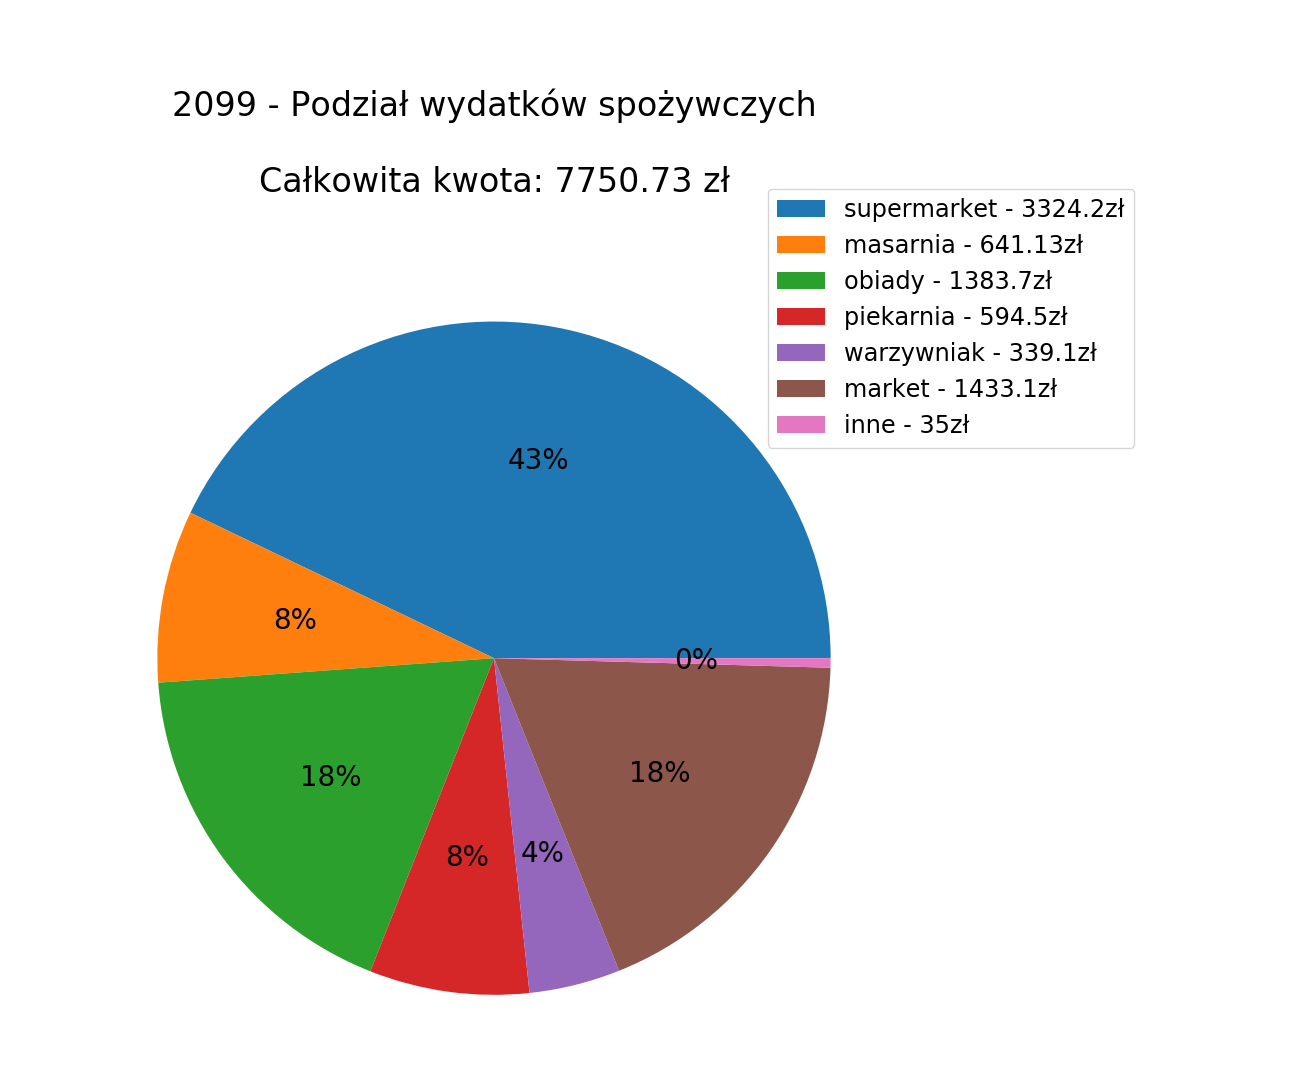 2099 - Podział wydatków spożywczych
Całkowita kwota: 7750.73 zł
supermarket - 3324.2zł
masarnia - 641.13zł
obiady - 1383.7zł
piekarnia - 594.5zł
warzywniak - 339.1zł
market - 1433.1zł
inne - 35zł
43%
8%
0%
18%
18%
8%
4%